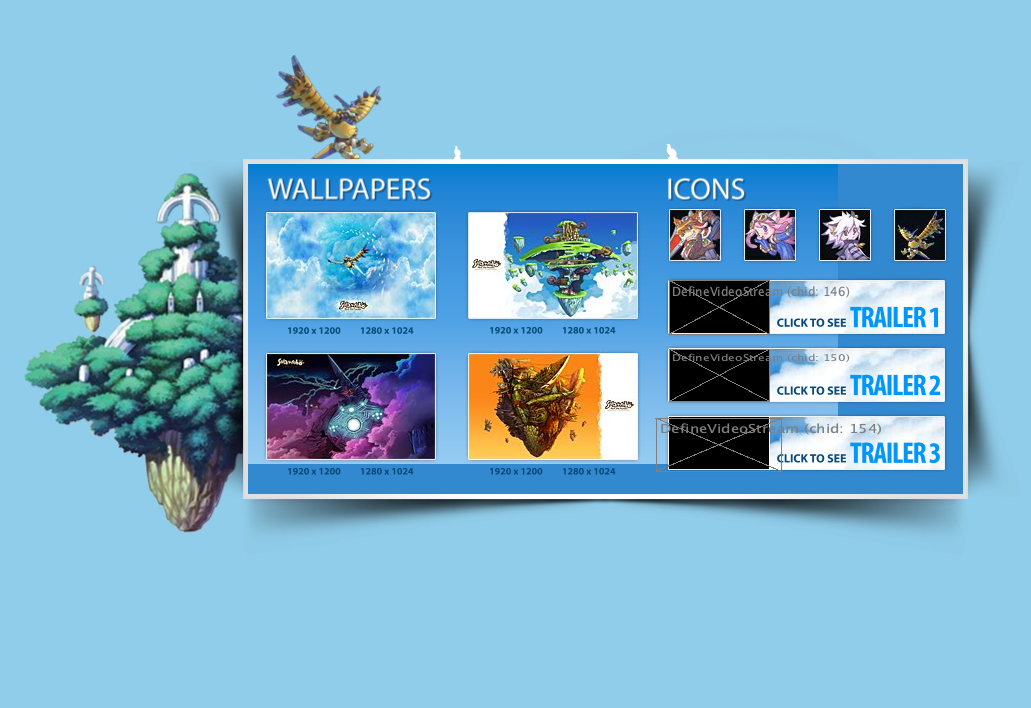 WALLPAPERS
1920 x 1200 1280 x 1024
1920 x 1200 1280 x 1024
1920 x 1200 1280 x 1024
1920 x 1200 1280 x 1024
ICONS
DefineVideoStream (chid: 146)
CLICK TO SEE TRAILER 1
DefineVideoStream (chid: 150)
CLICK TO SEE TRAILER 2
DefineVideoStream (chid: 154)
CLICK TO SEE TRAILER 3